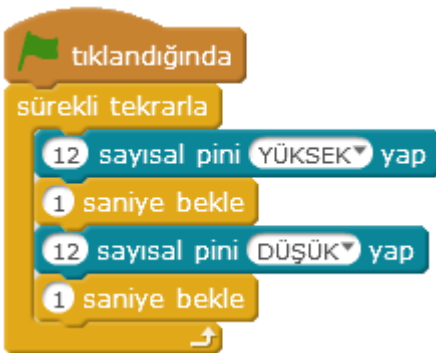 tıklandığında
sürekli tekrarla
12 sayısal pini YÜKSEK yap
1 saniye bekle
12 sayısal pini DÜŞÜK yap
1 saniye bekle